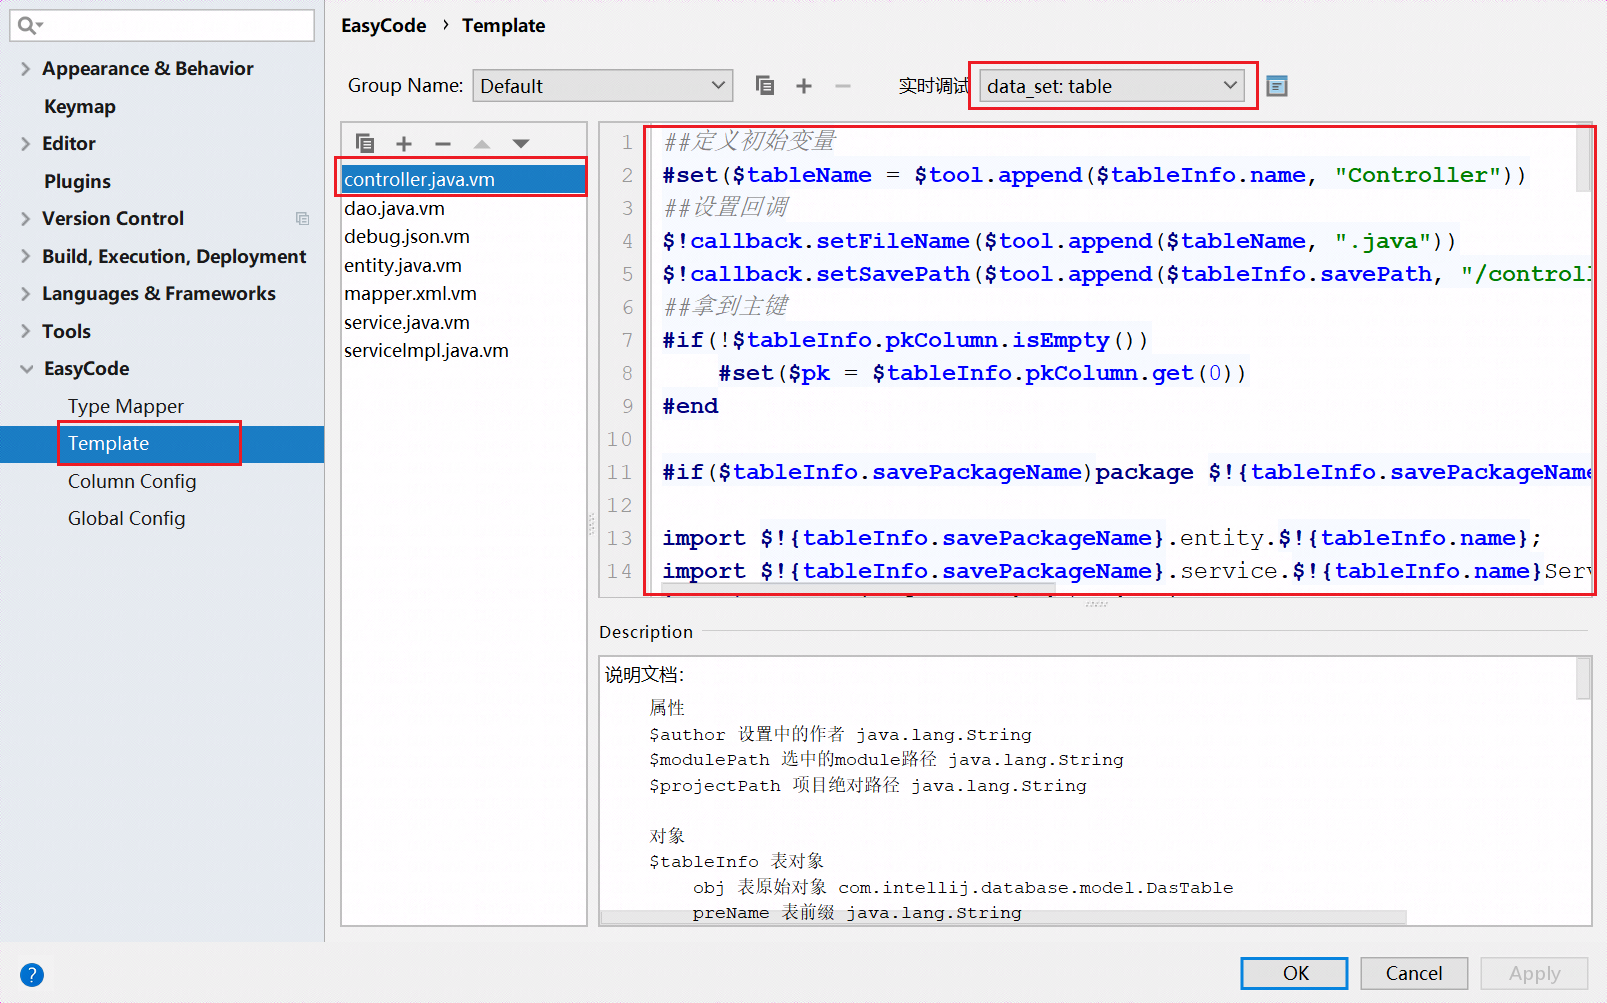 Appearance & Behavior
Keymap
Editor
Plugins
Version Control
Build, Execution, Deployment
Languages & Frameworks
Tools
EasyCode
Type Mapper
Template
Column Config
Global Config
EasyCode › Template
Group Name: Default 实时调试 data_set: table
controller.java.vm
dao.java.vm
debug.json.vm
entity.java.vm
mapper.xml.vm
service.java.vm
serviceImpl.java.vm
1 ##定义初始变量
2 #set($tableName = $tool.append($tableInfo.name, "Controller"))
3 ##设置回调
4 $!callback.setFileName($tool.append($tableName, ".java"))
5 $!callback.setSavePath($tool.append($tableInfo.savePath, "/controll
6 ##拿到主键
7 #if(!$tableInfo.pkColumn.isEmpty())
8 #set($pk = $tableInfo.pkColumn.get(0))
9 #end
10
11 #if($tableInfo.savePackageName)package $!{tableInfo.savePackageName
12
13 import $!{tableInfo.savePackageName}.entity.$!{tableInfo.name};
14 import $!{tableInfo.savePackageName}.service.$!{tableInfo.name}Serv
Description
说明文档:
属性
$author 设置中的作者 java.lang.String
$modulePath 选中的module路径 java.lang.String
$projectPath 项目绝对路径 java.lang.String
对象
$tableInfo 表对象
obj 表原始对象 com.intellij.database.model.DasTable
preName 表前缀 java.lang.String
?
OK Cancel Apply